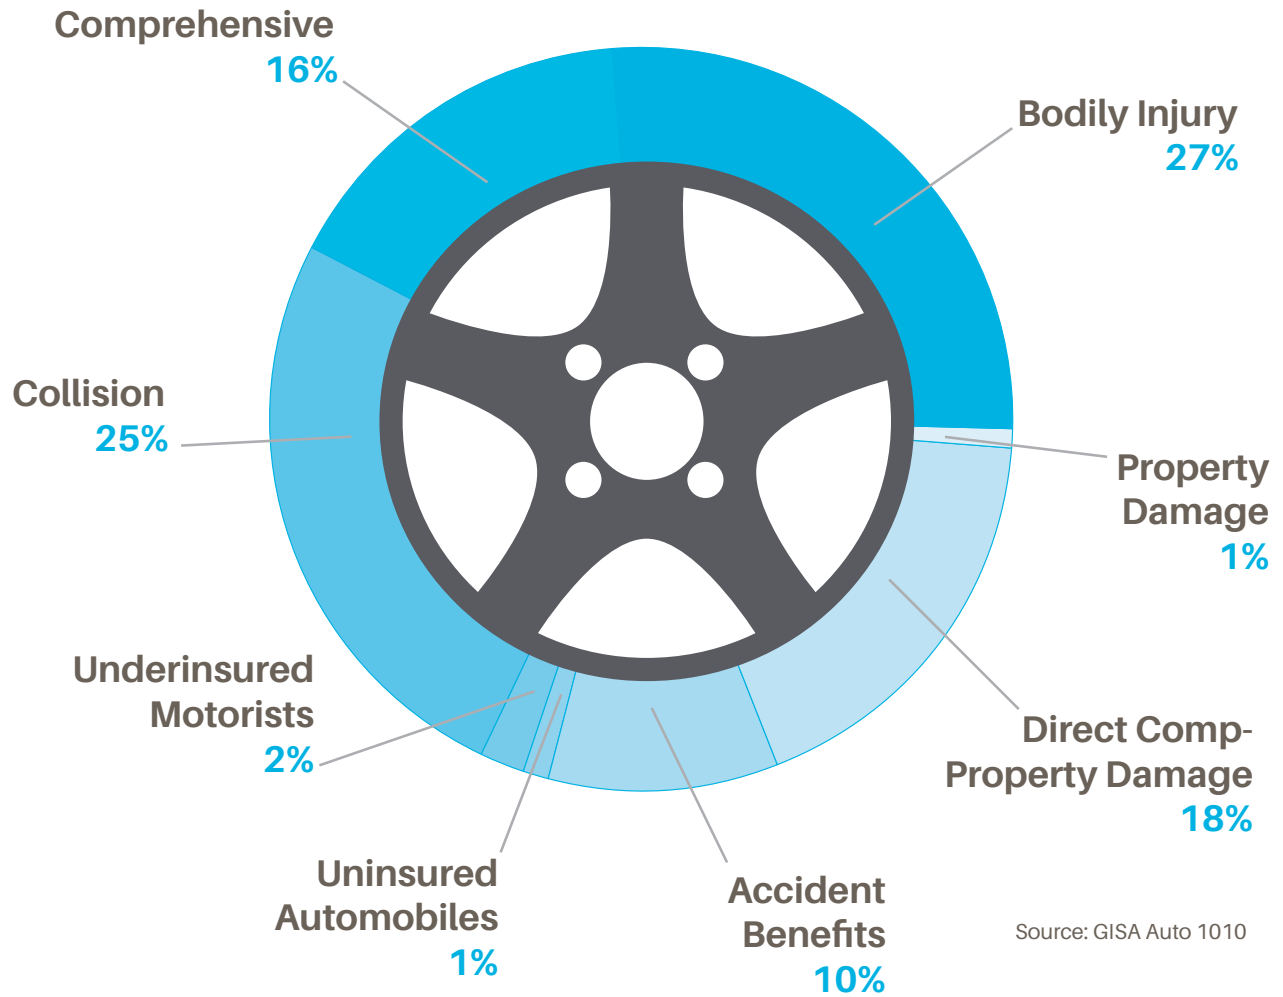 Comprehensive
16%
Bodily Injury
27%
Collision
25%
Property
Damage
1%
Underinsured
Motorists
2%
Direct Comp-
Property Damage
18%
Uninsured
Automobiles
1%
Accident
Benefits
10%
Source: GISA Auto 1010